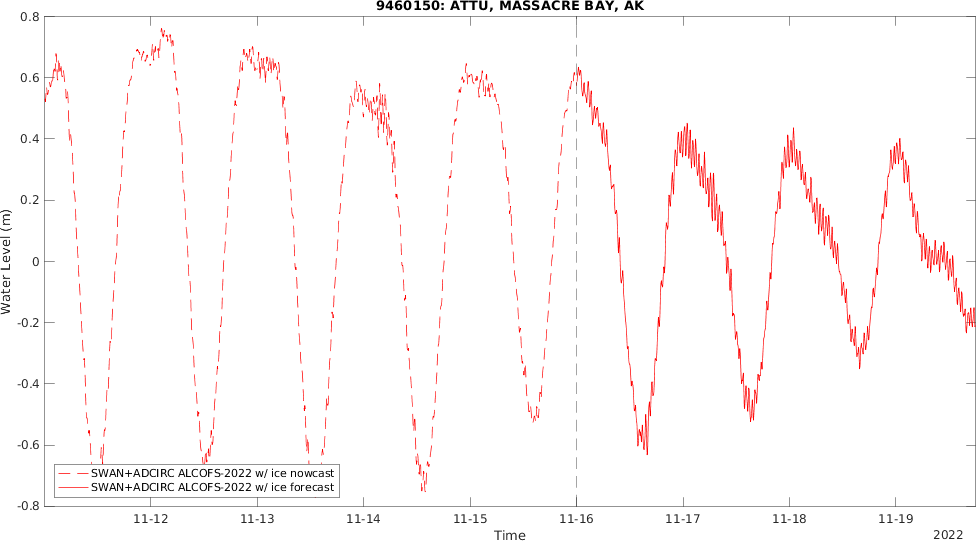 9460150: ATTU, MASSACRE BAY, AK
0.8
0.6
0.4
0.2
0
-0.2
-0.4
-0.6
-0.8
Water Level (m)
SWAN+ADCIRC ALCOFS-2022 w/ ice nowcast
SWAN+ADCIRC ALCOFS-2022 w/ ice forecast
11-12 11-13 11-14 11-15 11-16 11-17 11-18 11-19
Time
2022